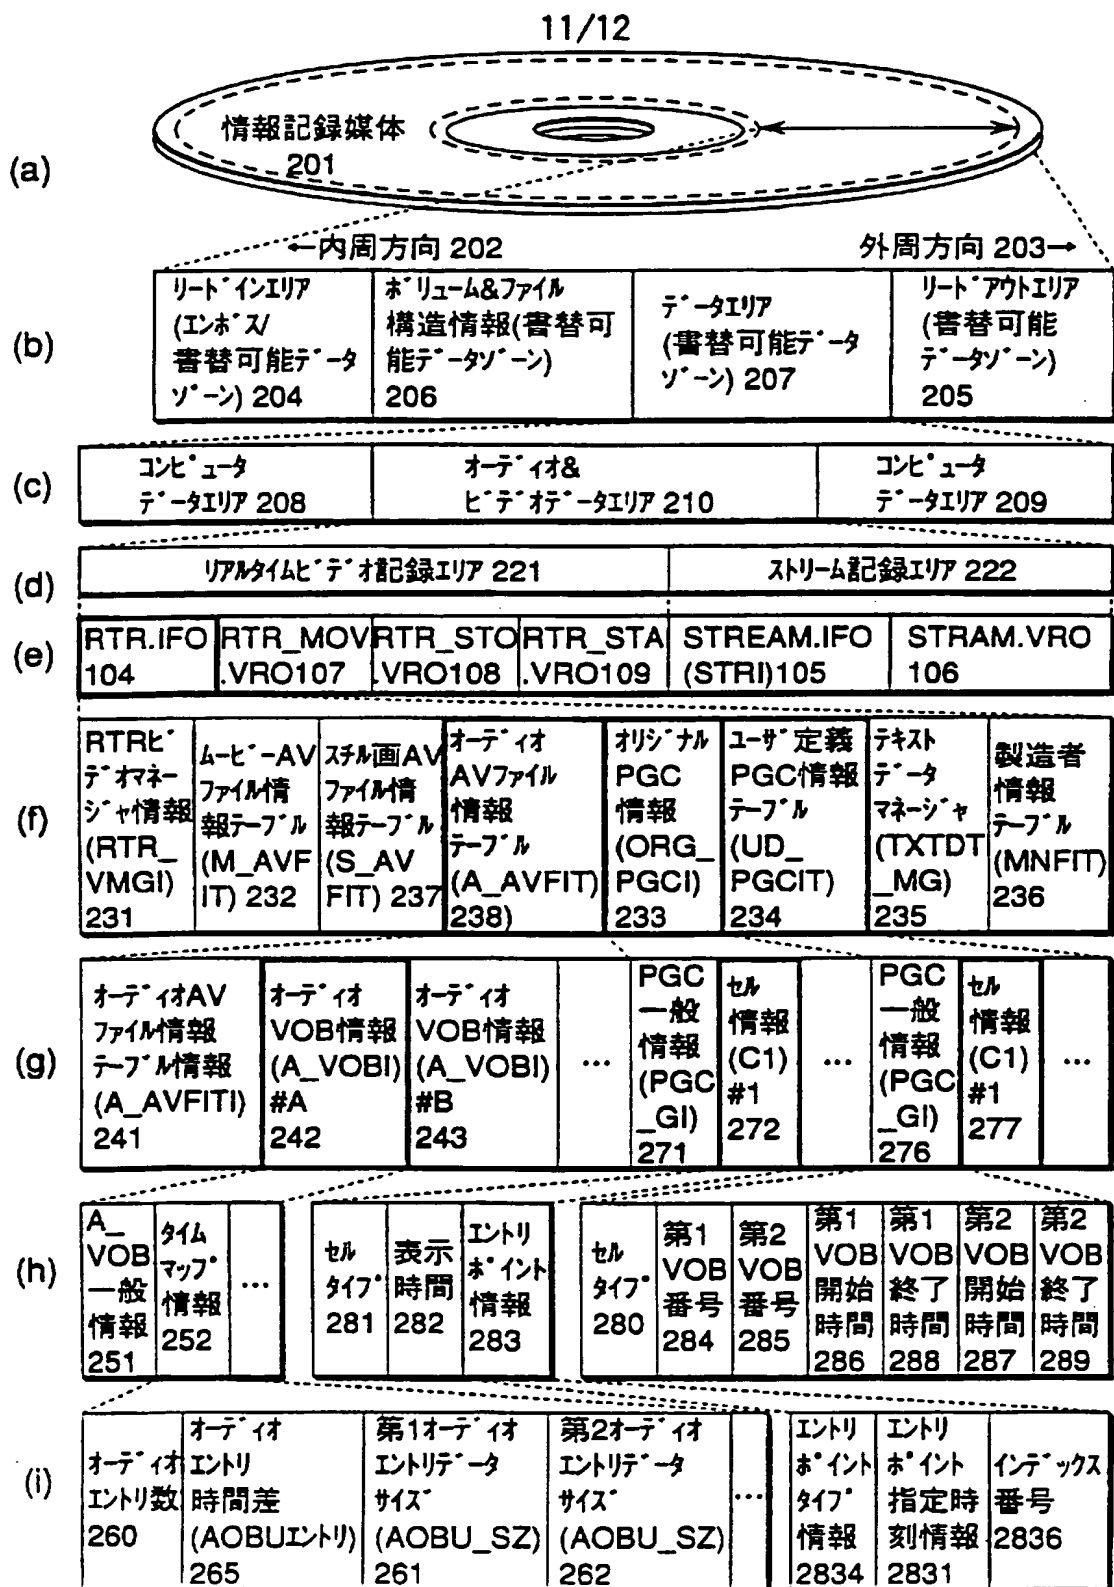 11/12
(a)
情報記録媒体
201
←内周方向 202
外周方向 203→
(b)
リードインエリア
(エンボス/
書替可能データ
ゾーン) 204
ボリューム&ファイル
構造情報(書替可
能データゾーン)
206
データエリア
(書替可能データ
ゾーン) 207
リードアウトエリア
(書替可能
データゾーン)
205
(c)
コンピュータ
データエリア 208
オーディオ&
ビデオデータエリア 210
コンピュータ
データエリア 209
(d)
リアルタイムビデオ記録エリア 221
ストリーム記録エリア 222
(e)
RTR.IFO
104
RTR_MOV
.VRO107
RTR_STO
.VRO108
RTR_STA
.VRO109
STREAM.IFO
(STRI)105
STRAM.VRO
106
(f)
RTRビ
デオマネー
ジャ情報
(RTR_
VMGI)
231
ムービーAV
ファイル情
報テーブル
(M_AVF
IT) 232
スチル画AV
ファイル情
報テーブル
(S_AV
FIT) 237
オーディオ
AVファイル
情報
テーブル
(A_AVFIT)
238)
オリジナル
PGC
情報
(ORG_
PGCI)
233
ユーザ定義
PGC情報
テーブル
(UD_
PGCIT)
234
テキスト
データ
マネージャ
(TXTDT
_MG)
235
製造者
情報
テーブル
(MNFIT)
236
(g)
オーディオAV
ファイル情報
テーブル情報
(A_AVFITI)
241
オーディオ
VOB情報
(A_VOBI)
#A
242
オーディオ
VOB情報
(A_VOBI)
#B
243
...
PGC
一般
情報
(PGC
_GI)
271
セル
情報
(C1)
#1
272
...
PGC
一般
情報
(PGC
_GI)
276
セル
情報
(C1)
#1
277
...
(h)
A_
VOB
一般
情報
251
タイム
マップ
情報
252
...
セル
タイプ
281
表示
時間
282
エントリ
ポイント
情報
283
セル
タイプ
280
第1
VOB
番号
284
第2
VOB
番号
285
第1
VOB
開始
時間
286
第1
VOB
終了
時間
288
第2
VOB
開始
時間
287
第2
VOB
終了
時間
289
(i)
オーディオ
エントリ数
260
オーディオ
エントリ
時間差
(AOBUエントリ)
265
第1オーディオ
エントリデータ
サイズ
(AOBU_SZ)
261
第2オーディオ
エントリデータ
サイズ
(AOBU_SZ)
262
...
エントリ
ポイント
タイプ
情報
2834
エントリ
ポイント
指定時
刻情報
2831
インデックス
番号
2836